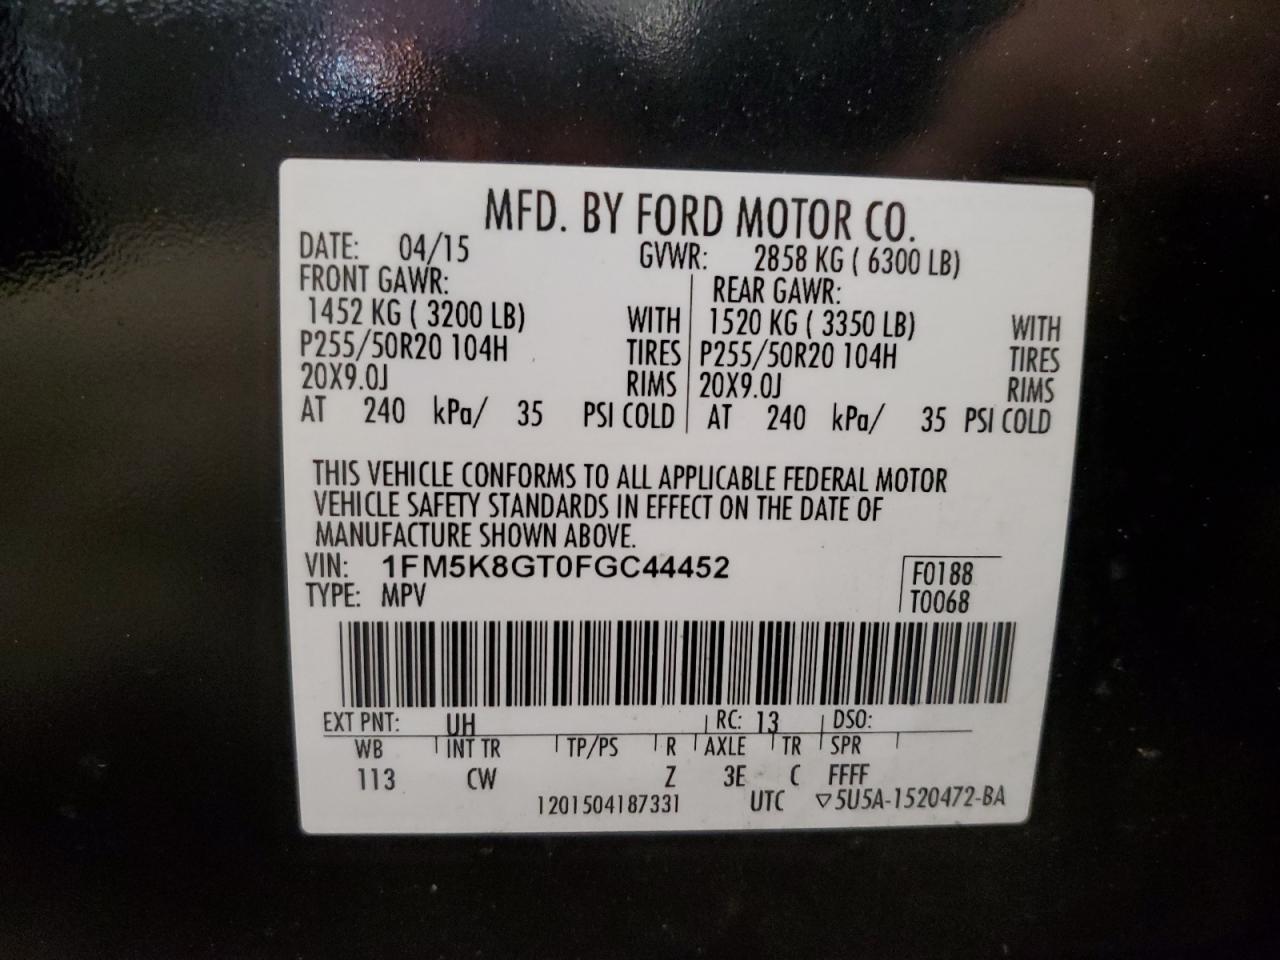 MFD. BY FORD MOTOR CO.
DATE: 04/15 GVWR: 2858 KG ( 6300 LB)
FRONT GAWR: REAR GAWR:
1452 KG ( 3200 LB) WITH 1520 KG ( 3350 LB) WITH
P255/50R20 104H TIRES P255/50R20 104H TIRES
20X9.0J RIMS 20X9.0J RIMS
AT 240 kPa/ 35 PSI COLD AT 240 kPa/ 35 PSI COLD
THIS VEHICLE CONFORMS TO ALL APPLICABLE FEDERAL MOTOR
VEHICLE SAFETY STANDARDS IN EFFECT ON THE DATE OF
MANUFACTURE SHOWN ABOVE.
VIN: 1FM5K8GT0FGC44452 F0188
TYPE: MPV T0068
EXT PNT: UH RC: 13 DSO:
WB INT TR TP/PS R AXLE TR SPR
113 CW Z 3E C FFFF
1201504187331 UTC ▽5U5A-1520472-BA